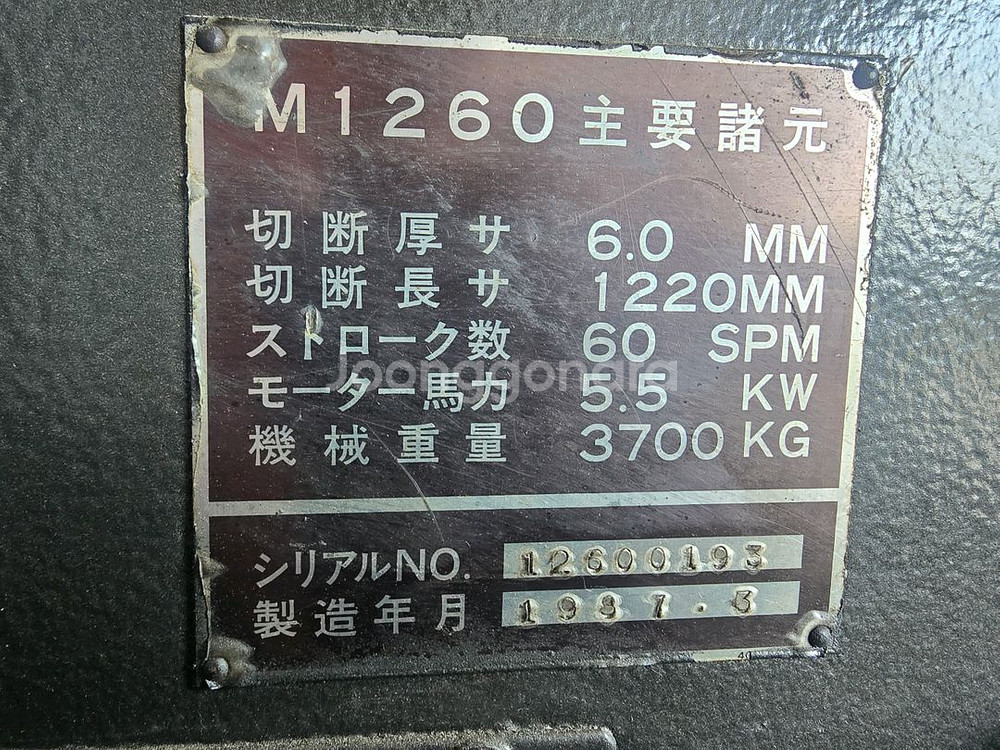 M1260 主要諸元
切断厚サ 6.0 MM
切断長サ 1220MM
ストローク数 60 SPM
モーター馬力 5.5 KW
機械重量 3700 KG
シリアルNO. 12600193
製造年月 1987.3
Joonggonara